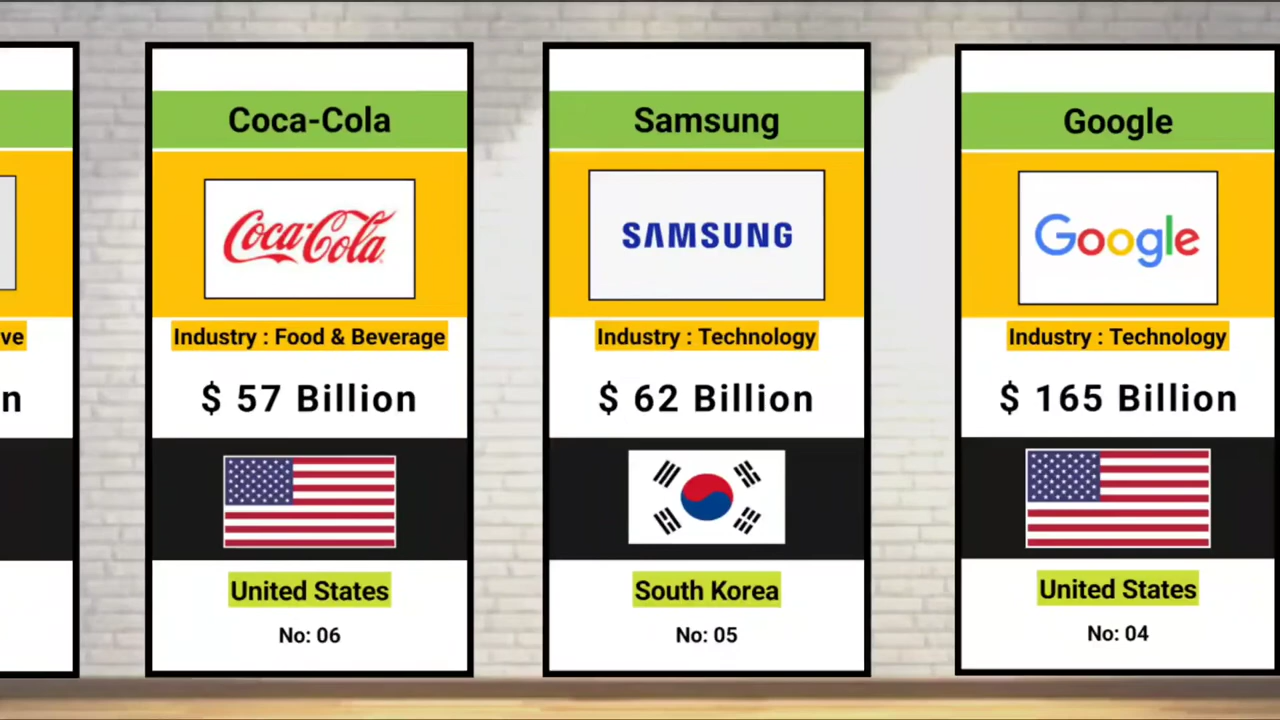 ve
n
Coca-Cola
Coca-Cola
Industry : Food & Beverage
$ 57 Billion
United States
No: 06
Samsung
SAMSUNG
Industry : Technology
$ 62 Billion
South Korea
No: 05
Google
Google
Industry : Technology
$ 165 Billion
United States
No: 04